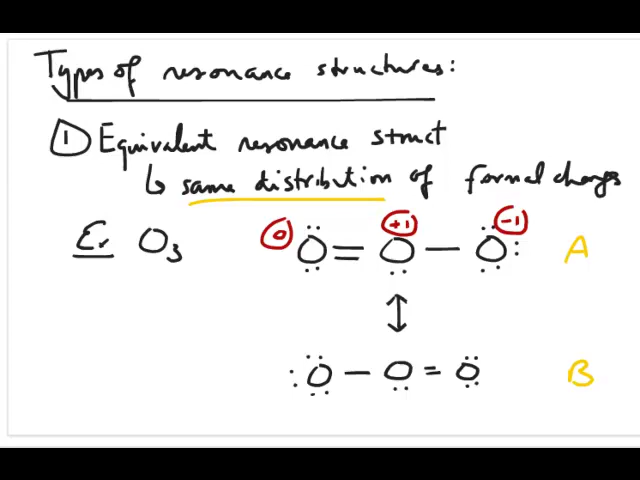 Types of resonance structures:
① Equivalent resonance struct
↳ same distribution of formal charges
Ex O₃ 0 +1 -1
:Ö = O – Ö: A
↕
:Ö – O = Ö B